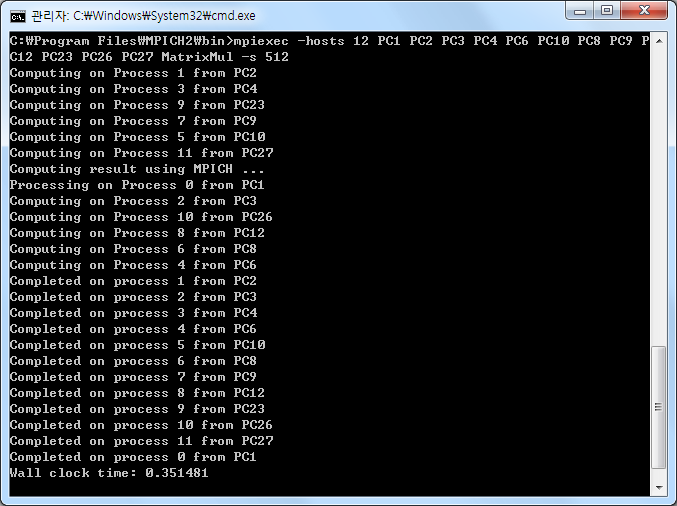 관리자: C:₩Windows₩System32₩cmd.exe
C:₩Program Files₩MPICH2₩bin>mpiexec -hosts 12 PC1 PC2 PC3 PC4 PC6 PC10 PC8 PC9 P
C12 PC23 PC26 PC27 MatrixMul -s 512
Computing on Process 1 from PC2
Computing on Process 3 from PC4
Computing on Process 9 from PC23
Computing on Process 7 from PC9
Computing on Process 5 from PC10
Computing on Process 11 from PC27
Computing result using MPICH ...
Processing on Process 0 from PC1
Computing on Process 2 from PC3
Computing on Process 10 from PC26
Computing on Process 8 from PC12
Computing on Process 6 from PC8
Computing on Process 4 from PC6
Completed on process 1 from PC2
Completed on process 2 from PC3
Completed on process 3 from PC4
Completed on process 4 from PC6
Completed on process 5 from PC10
Completed on process 6 from PC8
Completed on process 7 from PC9
Completed on process 8 from PC12
Completed on process 9 from PC23
Completed on process 10 from PC26
Completed on process 11 from PC27
Completed on process 0 from PC1
Wall clock time: 0.351481